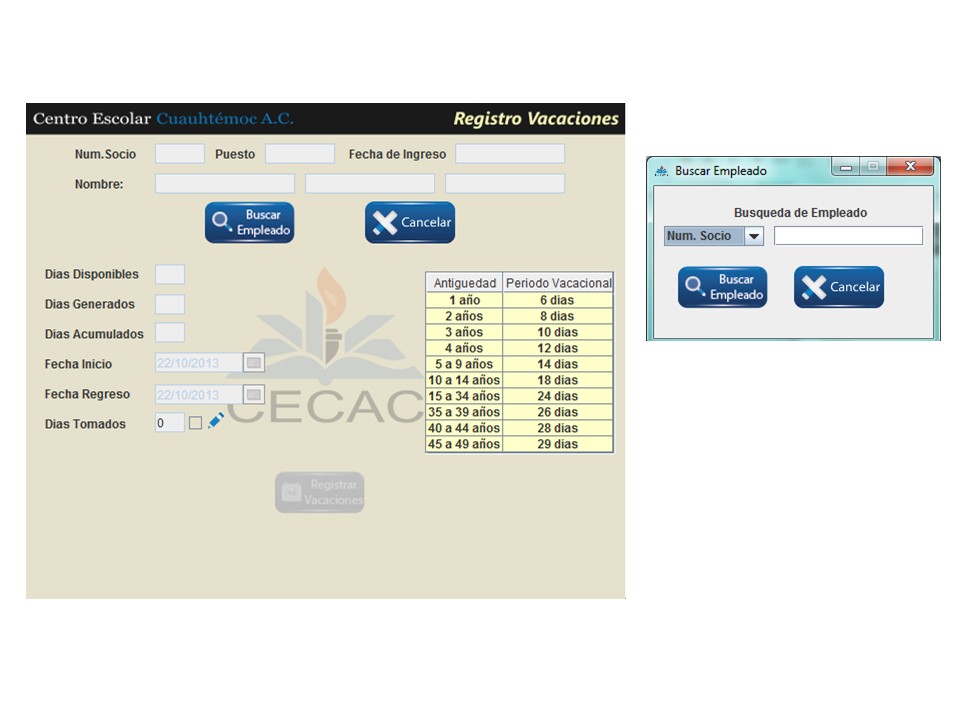 Centro Escolar Cuauhtémoc A.C. Registro Vacaciones
Num.Socio Puesto Fecha de Ingreso
Nombre:
Buscar Empleado Cancelar
Dias Disponibles
Dias Generados
Dias Acumulados
Fecha Inicio 22/10/2013
Fecha Regreso 22/10/2013
Dias Tomados 0
CECAC
Antiguedad Periodo Vacacional
1 año 6 dias
2 años 8 dias
3 años 10 dias
4 años 12 dias
5 a 9 años 14 dias
10 a 14 años 18 dias
15 a 34 años 24 dias
35 a 39 años 26 dias
40 a 44 años 28 dias
45 a 49 años 29 dias
Registrar
Vacaciones
Buscar Empleado
Busqueda de Empleado
Num. Socio
Buscar Empleado Cancelar